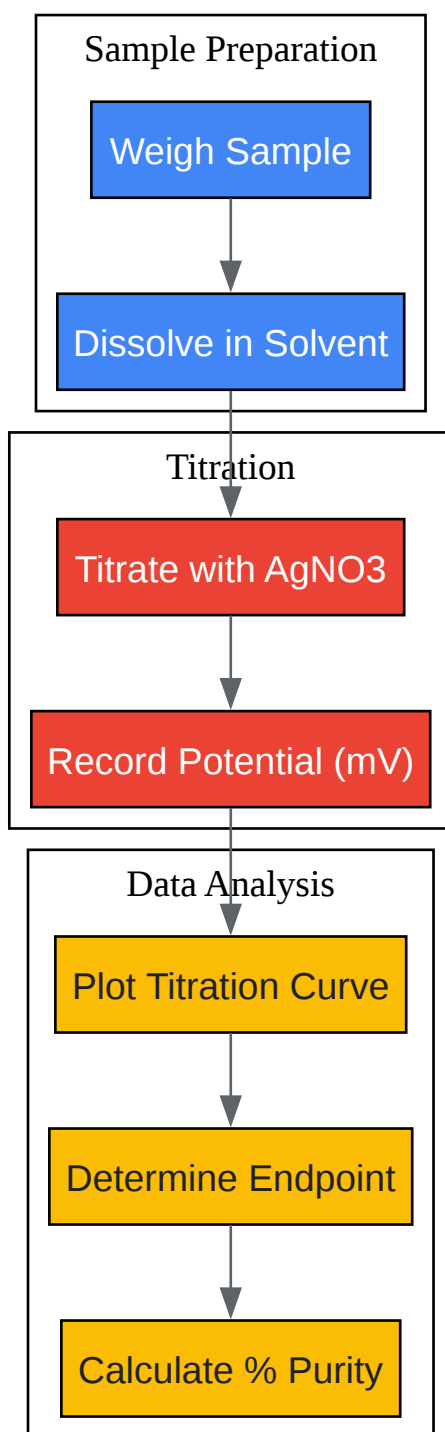 Sample Preparation
Weigh Sample
Dissolve in Solvent
Titration
Titrate with AgNO3
Record Potential (mV)
Data Analysis
Plot Titration Curve
Determine Endpoint
Calculate % Purity